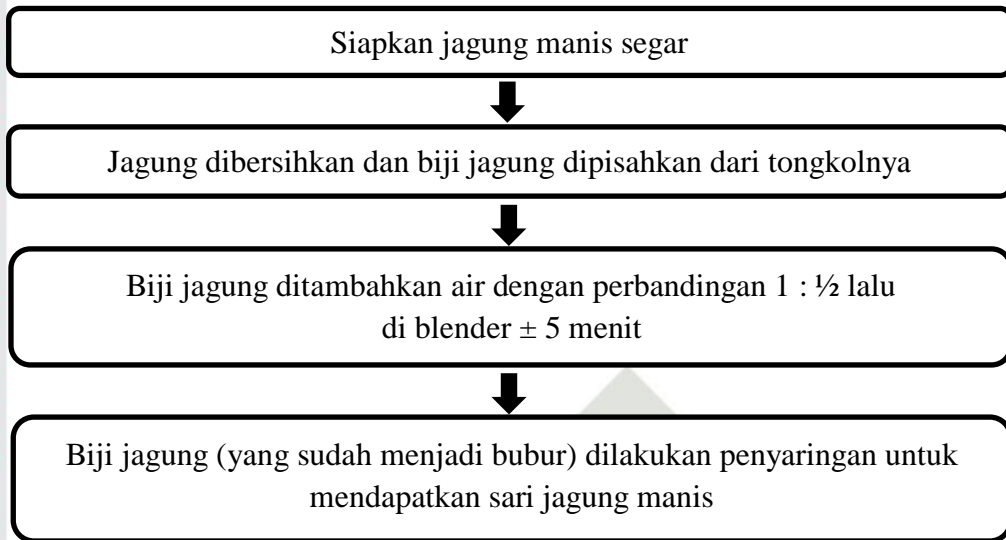 Siapkan jagung manis segar
Jagung dibersihkan dan biji jagung dipisahkan dari tongkolnya
Biji jagung ditambahkan air dengan perbandingan 1 : ½ lalu
di blender ± 5 menit
Biji jagung (yang sudah menjadi bubur) dilakukan penyaringan untuk
mendapatkan sari jagung manis